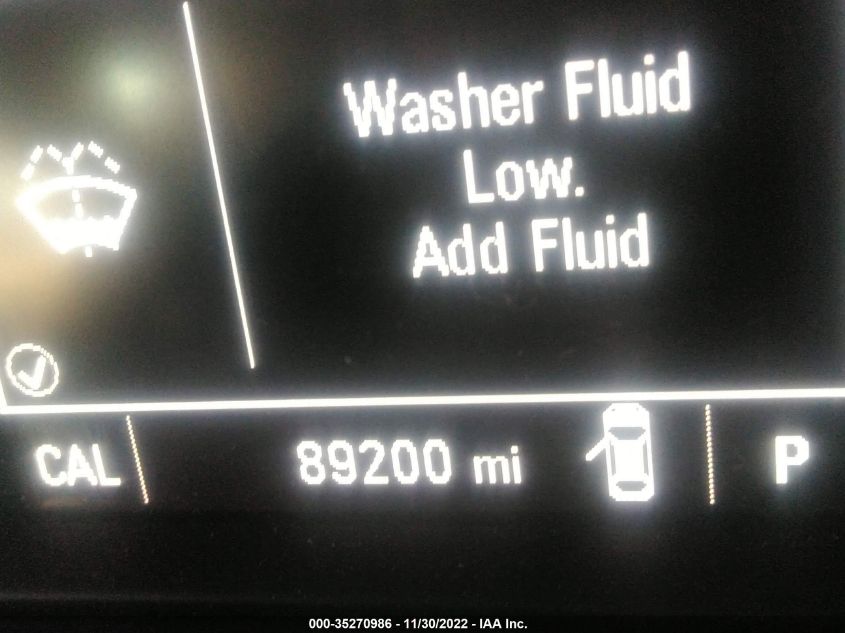 Washer Fluid
Low.
Add Fluid
CAL 89200 mi P
000-35270986 - 11/30/2022 - IAA Inc.